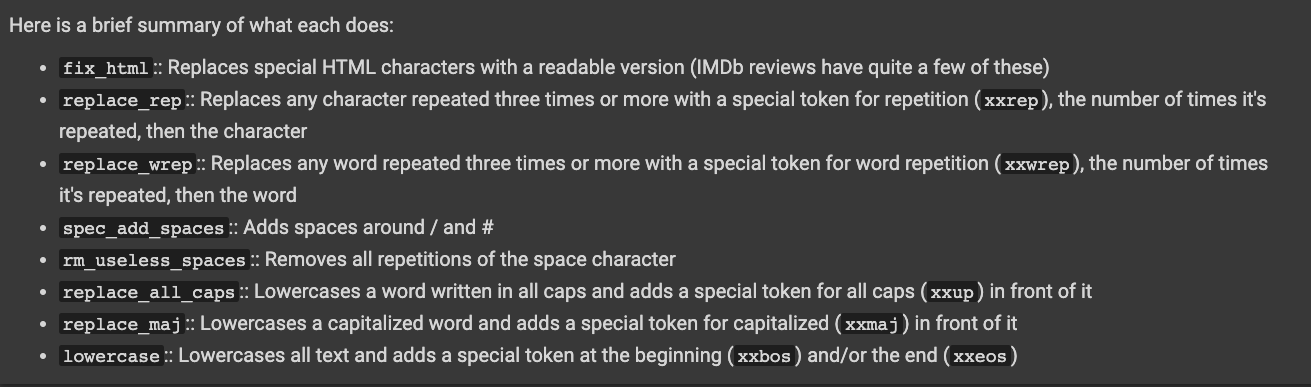 Here is a brief summary of what each does:
• fix_html:: Replaces special HTML characters with a readable version (IMDb reviews have quite a few of these)
• replace_rep:: Replaces any character repeated three times or more with a special token for repetition (xxrep), the number of times it's
repeated, then the character
• replace_wrep:: Replaces any word repeated three times or more with a special token for word repetition (xxwrep), the number of times
it's repeated, then the word
• spec_add_spaces:: Adds spaces around / and #
• rm_useless_spaces:: Removes all repetitions of the space character
• replace_all_caps:: Lowercases a word written in all caps and adds a special token for all caps (xxup) in front of it
• replace_maj:: Lowercases a capitalized word and adds a special token for capitalized (xxmaj) in front of it
• lowercase:: Lowercases all text and adds a special token at the beginning (xxbos) and/or the end (xxeos)